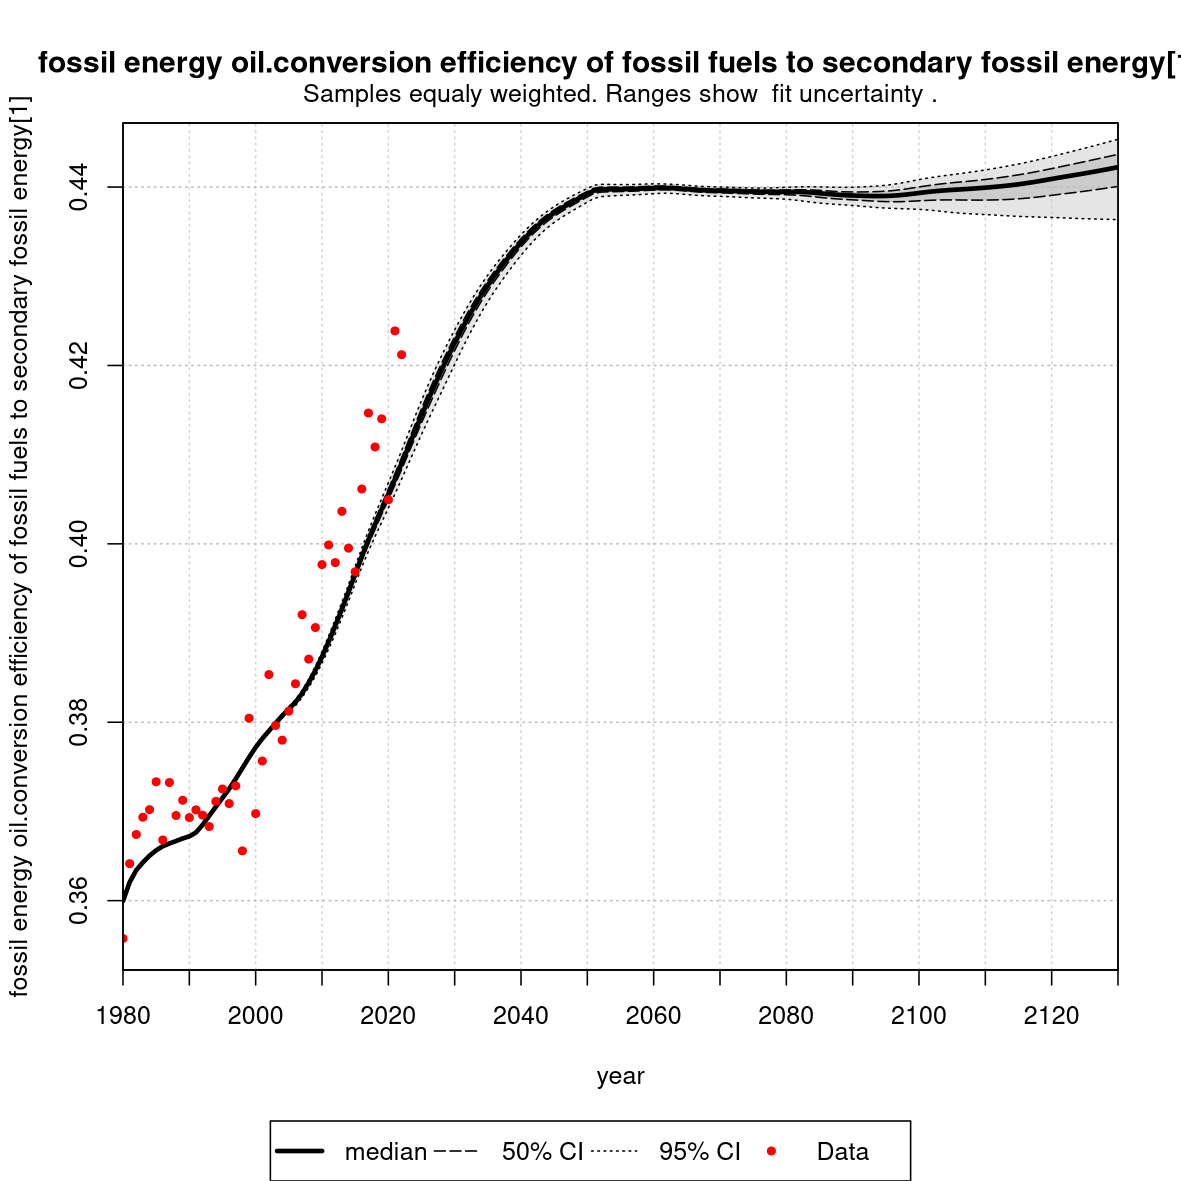 fossil energy oil.conversion efficiency of fossil fuels to secondary fossil energy[
Samples equaly weighted. Ranges show  fit uncertainty .
fossil energy oil.conversion efficiency of fossil fuels to secondary fossil energy[1]
0.44
0.42
0.40
0.38
0.36
1980 2000 2020 2040 2060 2080 2100 2120
year
median 50% CI 95% CI Data